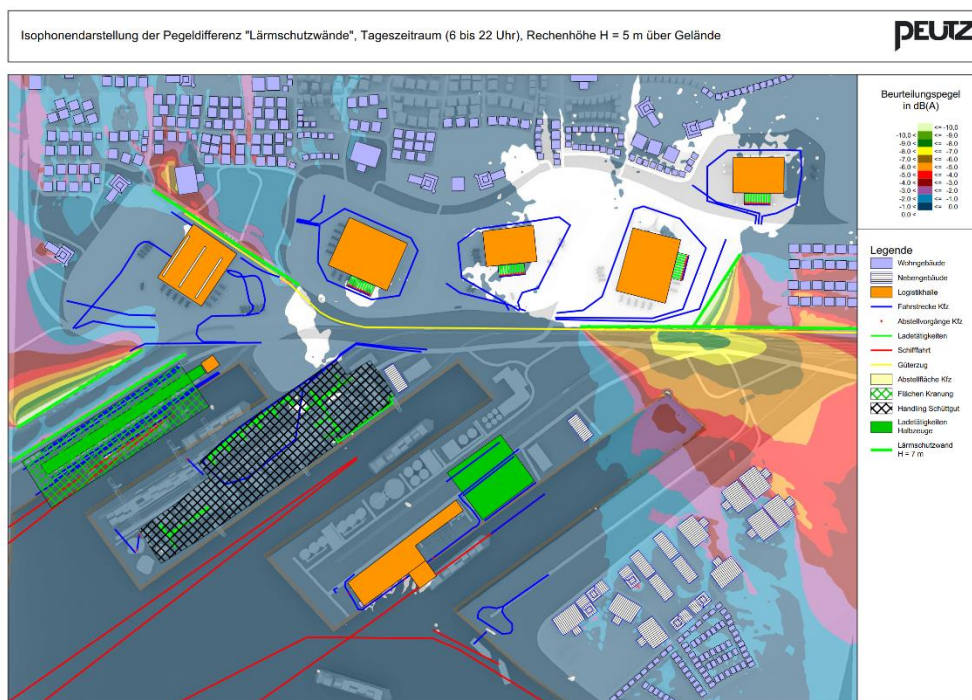 Isophonendarstellung der Pegeldifferenz "Lärmschutzwände", Tageszeitraum (6 bis 22 Uhr), Rechenhöhe H = 5 m über Gelände
PEUTZ
Beurteilungspegel
in dB(A)
<= -10,0
-10,0 < <= -9,0
-9,0 < <= -8,0
-8,0 < <= -7,0
-7,0 < <= -6,0
-6,0 < <= -5,0
-5,0 < <= -4,0
-4,0 < <= -3,0
-3,0 < <= -2,0
-2,0 < <= -1,0
-1,0 < <= 0,0
0,0 <
Legende
Wohngebäude
Nebengebäude
Logistikhalle
Fahrstrecke Kfz
Abstellvorgänge Kfz
Ladetätigkeiten
Schifffahrt
Güterzug
Abstellfläche Kfz
Flächen Kranung
Handling Schüttgut
Ladetätigkeiten
Halbzeuge
Lärmschutzwand
H = 7 m